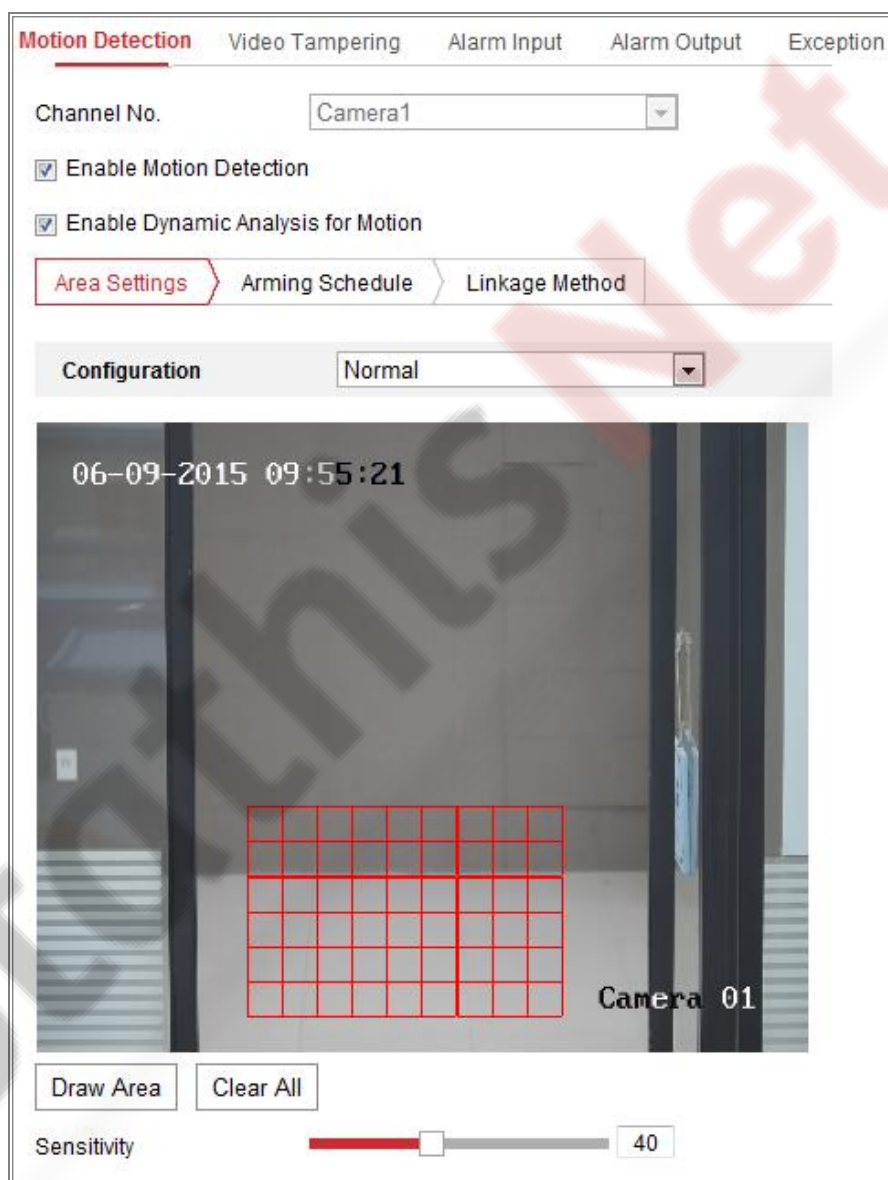 Motion Detection Video Tampering Alarm Input Alarm Output Exception
Channel No. Camera1
Enable Motion Detection
Enable Dynamic Analysis for Motion
Area Settings Arming Schedule Linkage Method
Configuration Normal
06-09-2015 09:55:21
Camera 01
Draw Area Clear All
Sensitivity 40
StathisNet